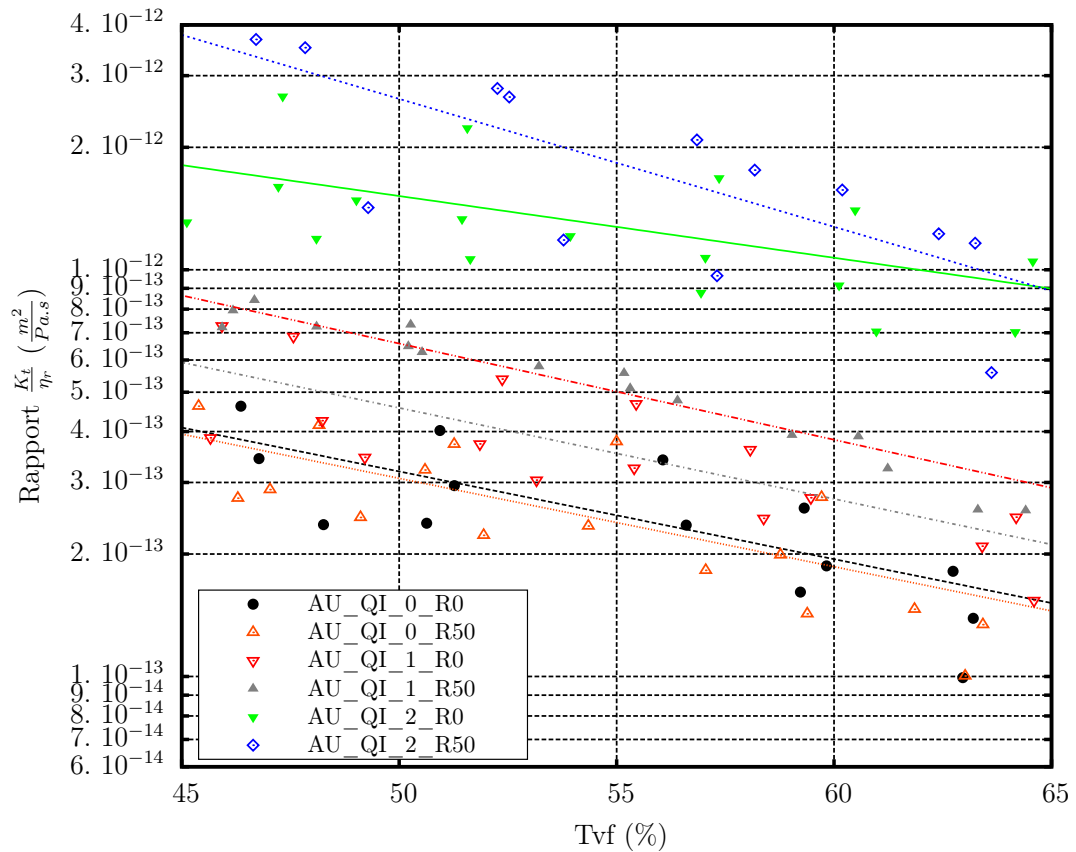 4. 10−12
3. 10−12
2. 10−12
1. 10−12
9. 10−13
8. 10−13
7. 10−13
6. 10−13
5. 10−13
4. 10−13
3. 10−13
2. 10−13
1. 10−13
9. 10−14
8. 10−14
7. 10−14
6. 10−14
Rapport Kt/ηr (m2/Pa.s)
AU_QI_0_R0
AU_QI_0_R50
AU_QI_1_R0
AU_QI_1_R50
AU_QI_2_R0
AU_QI_2_R50
45 50 55 60 65
Tvf (%)